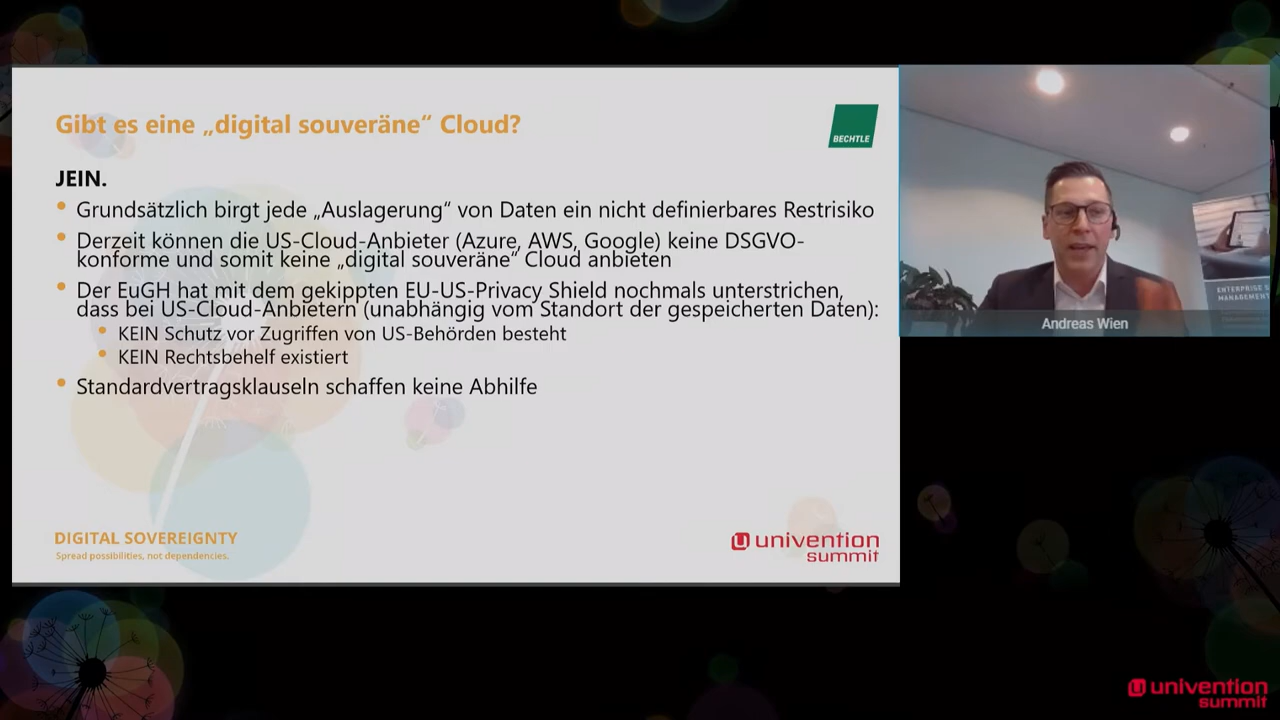 Gibt es eine „digital souveräne“ Cloud?
BECHTLE
JEIN.
Grundsätzlich birgt jede „Auslagerung“ von Daten ein nicht definierbares Restrisiko
Derzeit können die US-Cloud-Anbieter (Azure, AWS, Google) keine DSGVO-
konforme und somit keine „digital souveräne“ Cloud anbieten
Der EuGH hat mit dem gekippten EU-US-Privacy Shield nochmals unterstrichen,
dass bei US-Cloud-Anbietern (unabhängig vom Standort der gespeicherten Daten):
KEIN Schutz vor Zugriffen von US-Behörden besteht
KEIN Rechtsbehelf existiert
Standardvertragsklauseln schaffen keine Abhilfe
DIGITAL SOVEREIGNTY
Spread possibilities, not dependencies.
univention
summit
MANAGEMENT
Andreas Wien
univention
summit